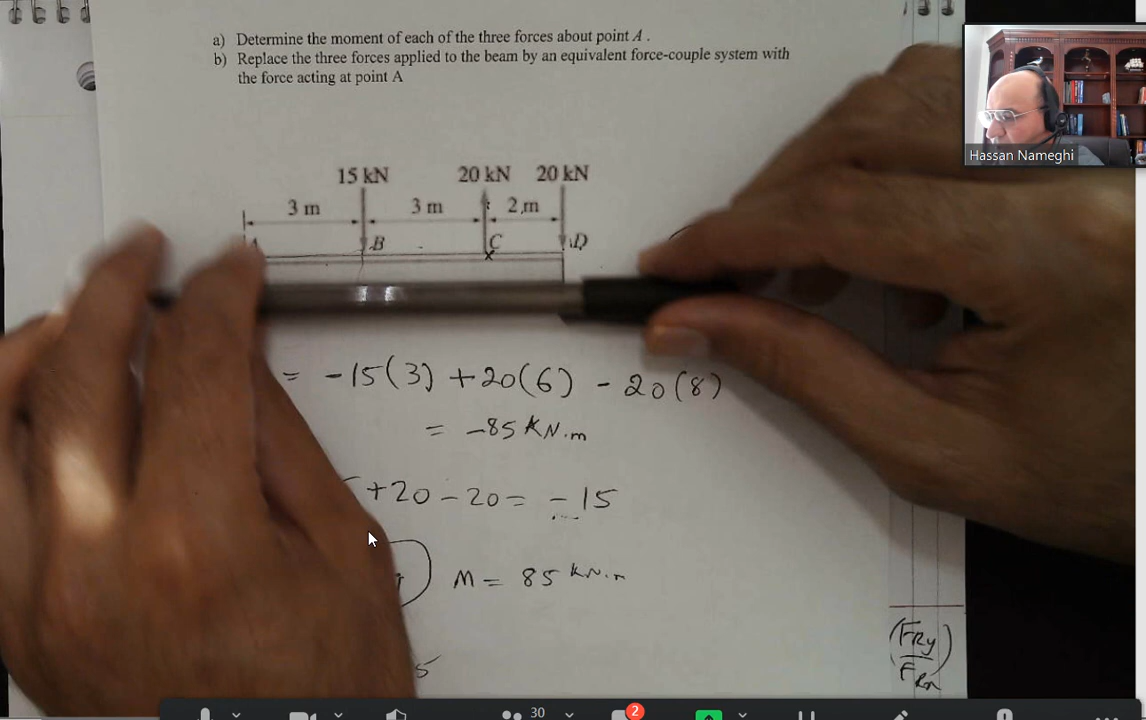 a) Determine the moment of each of the three forces about point A .
b) Replace the three forces applied to the beam by an equivalent force-couple system with
the force acting at point A
Hassan Nameghi
15 kN 20 kN 20 kN
3 m 3 m 2 m
A B C D
= -15(3) +20(6) - 20(8)
= -85 KN.m
+20 - 20 = -15
M = 85 KN.m
5
(FRy
FRx)
30
2